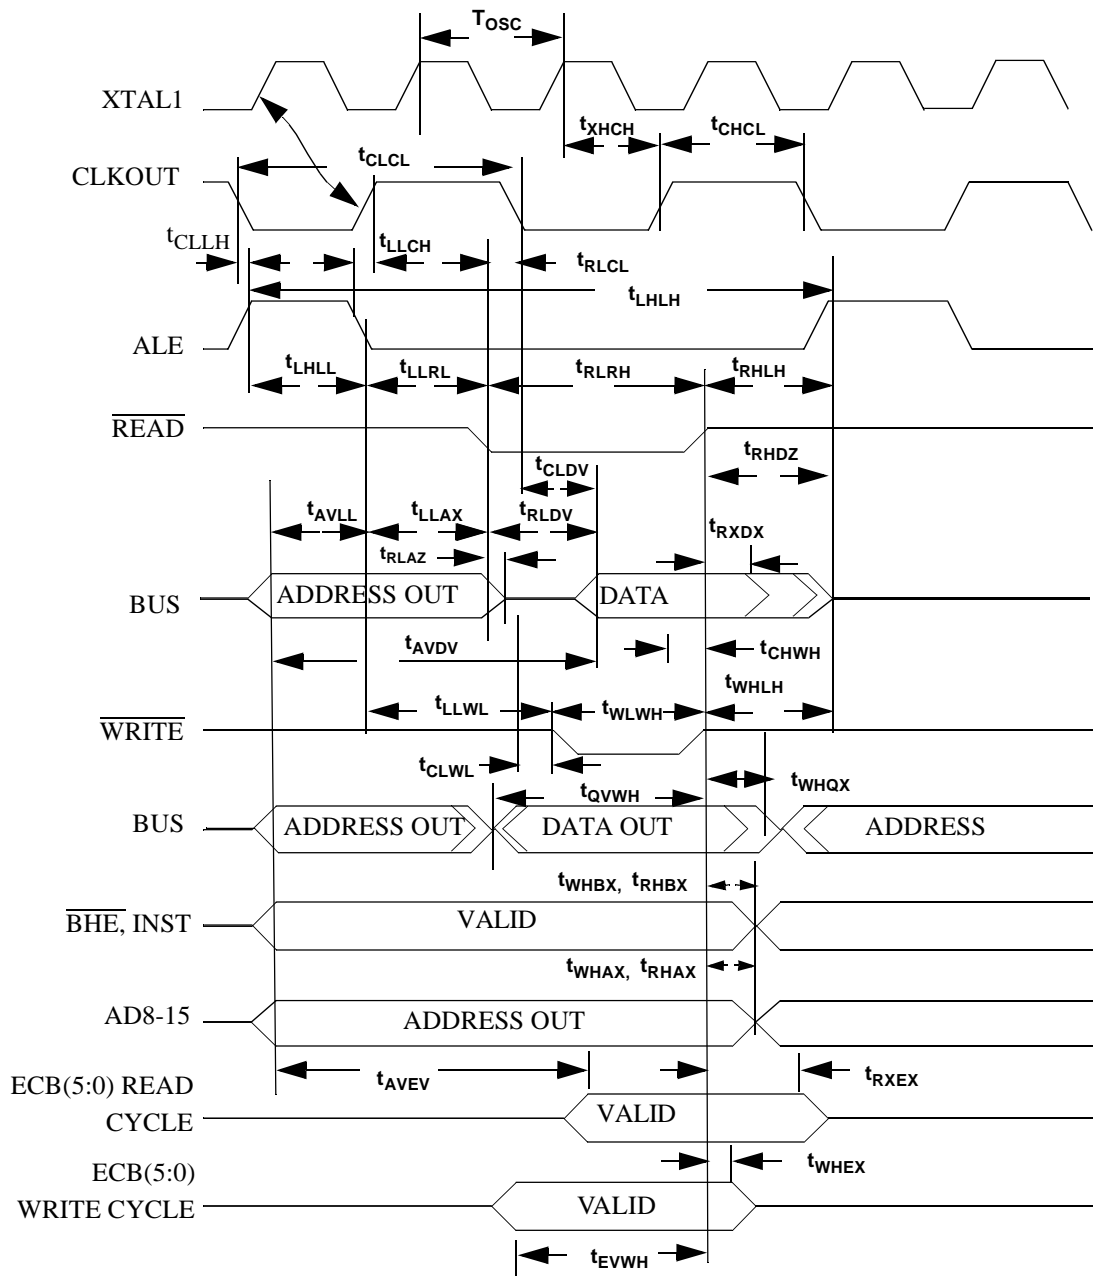 TOSC
XTAL1
tXHCH
tCHCL
tCLCL
CLKOUT
tCLLH
tLLCH
tRLCL
tLHLH
ALE
tLHLL
tLLRL
tRLRH
tRHLH
READ
tRHDZ
tCLDV
tAVLL
tLLAX
tRLDV
tRXDX
tRLAZ
BUS
ADDRESS OUT
DATA
tAVDV
tCHWH
tWHLH
tLLWL
tWLWH
WRITE
tCLWL
tWHQX
tQVWH
BUS
ADDRESS OUT
DATA OUT
ADDRESS
tWHBX, tRHBX
BHE, INST
VALID
tWHAX, tRHAX
AD8-15
ADDRESS OUT
tAVEV
tRXEX
ECB(5:0) READ
CYCLE
VALID
tWHEX
ECB(5:0)
WRITE CYCLE
VALID
tEVWH